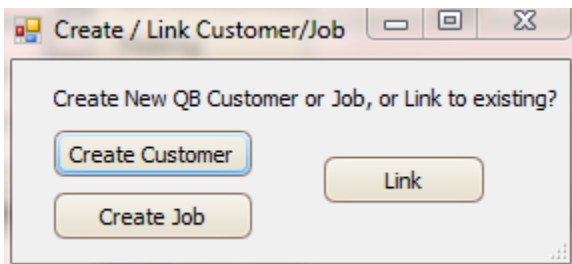 Create / Link Customer/Job
Create New QB Customer or Job, or Link to existing?
Create Customer
Link
Create Job